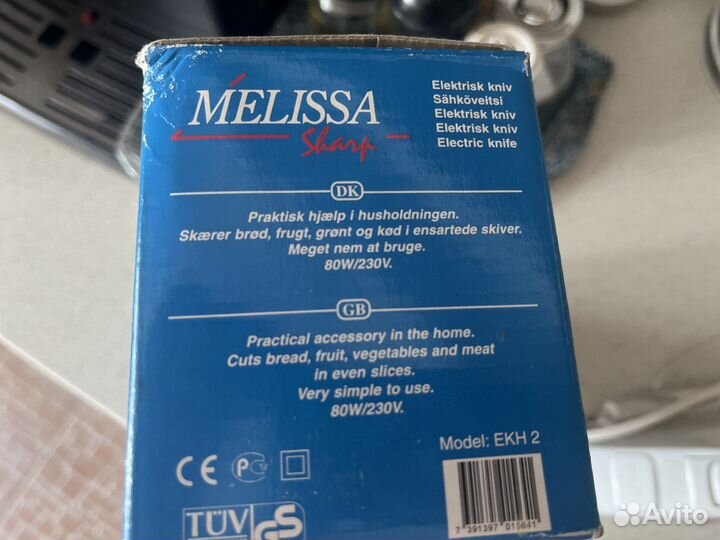 MELISSA
Sharp
Elektrisk kniv
Sähköveitsi
Elektrisk kniv
Elektrisk kniv
Electric knife
DK
Praktisk hjælp i husholdningen.
Skærer brød, frugt, grønt og kød i ensartede skiver.
Meget nem at bruge.
80W/230V.
GB
Practical accessory in the home.
Cuts bread, fruit, vegetables and meat
in even slices.
Very simple to use.
80W/230V.
Model: EKH 2
CE
TÜV
GS
7 391397 015641
Avito